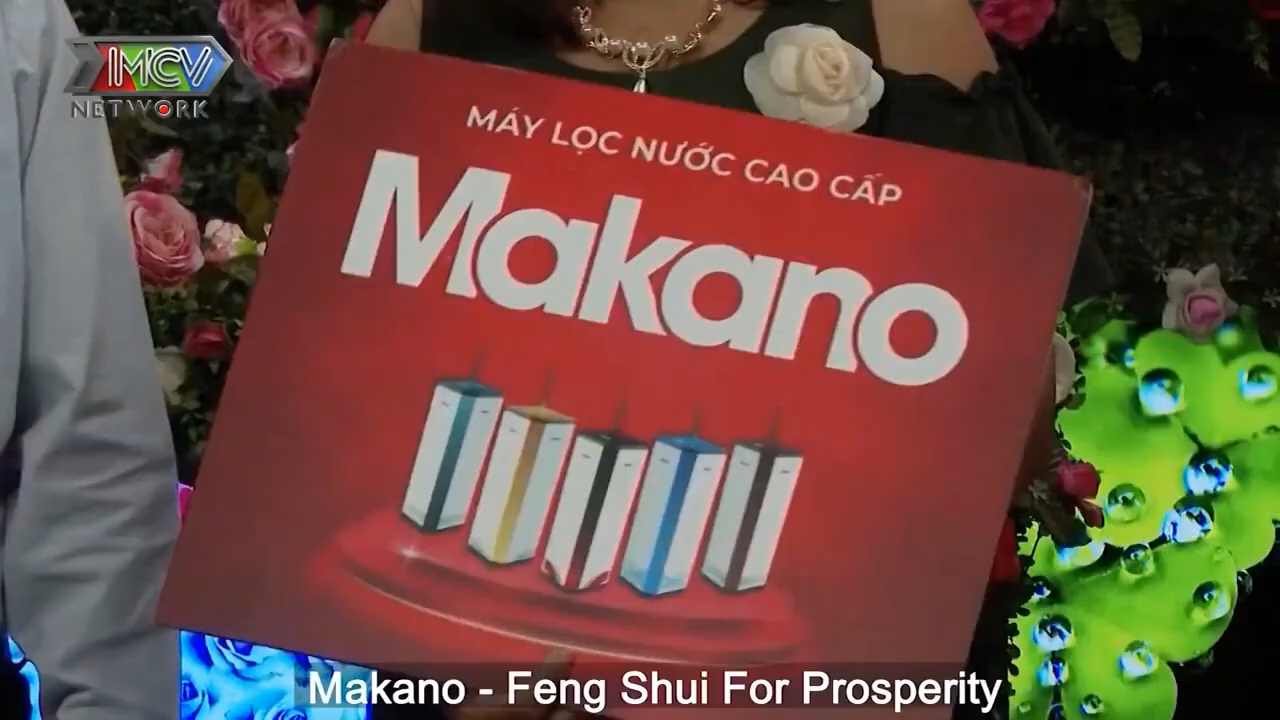 MCV
NETWORK
MÁY LỌC NƯỚC CAO CẤP
Makano
Makano - Feng Shui For Prosperity